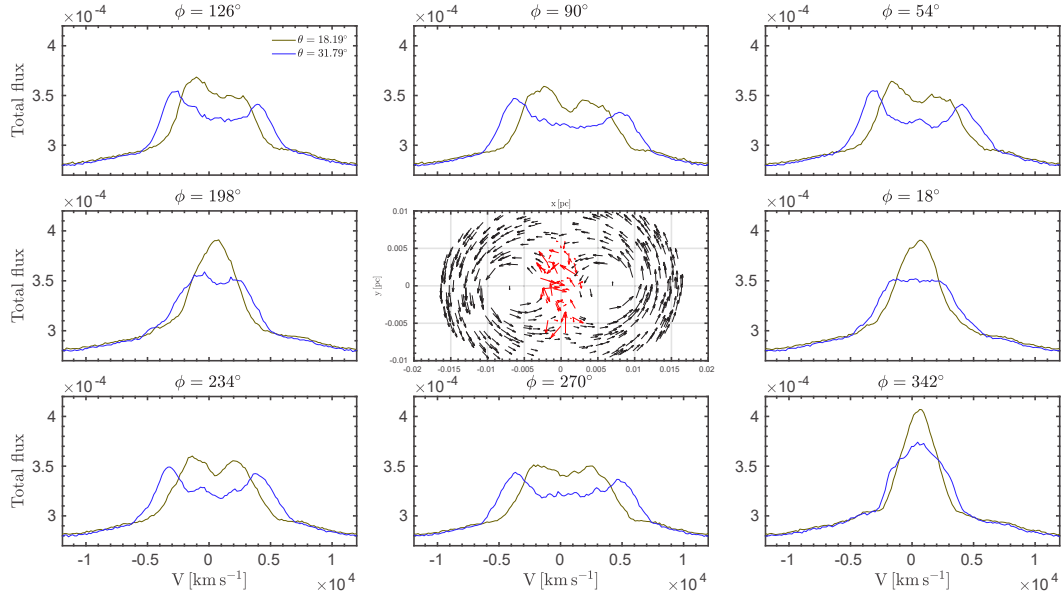 φ = 126° φ = 90° φ = 54°
×10⁻⁴ ×10⁻⁴ ×10⁻⁴
θ = 18.19°
θ = 31.79°
4 4 4
3.5 3.5 3.5
3 3 3
Total flux
φ = 198° φ = 18°
×10⁻⁴ ×10⁻⁴
x [pc]
4 4
3.5 3.5
3 3
Total flux
y [pc]
0.01
0.005
0
-0.005
-0.01
-0.02 -0.015 -0.01 -0.005 0 0.005 0.01 0.015 0.02
φ = 234° φ = 270° φ = 342°
×10⁻⁴ ×10⁻⁴ ×10⁻⁴
4 4 4
3.5 3.5 3.5
3 3 3
Total flux
-1 -0.5 0 0.5 1 -1 -0.5 0 0.5 1 -1 -0.5 0 0.5 1
V [km s⁻¹] ×10⁴ V [km s⁻¹] ×10⁴ V [km s⁻¹] ×10⁴